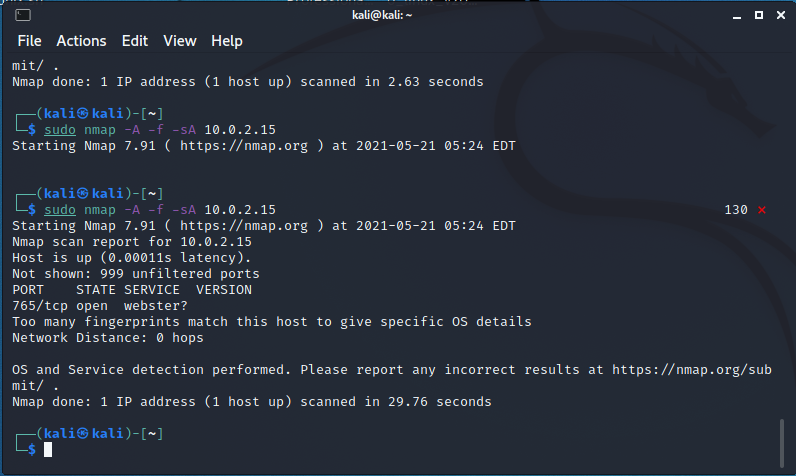 kali@kali: ~
File Actions Edit View Help
mit/ .
Nmap done: 1 IP address (1 host up) scanned in 2.63 seconds
┌──(kali㉿kali)-[~]
└─$ sudo nmap -A -f -sA 10.0.2.15
Starting Nmap 7.91 ( https://nmap.org ) at 2021-05-21 05:24 EDT
┌──(kali㉿kali)-[~]
└─$ sudo nmap -A -f -sA 10.0.2.15 130 ⨯
Starting Nmap 7.91 ( https://nmap.org ) at 2021-05-21 05:24 EDT
Nmap scan report for 10.0.2.15
Host is up (0.00011s latency).
Not shown: 999 unfiltered ports
PORT    STATE SERVICE  VERSION
765/tcp open  webster?
Too many fingerprints match this host to give specific OS details
Network Distance: 0 hops
OS and Service detection performed. Please report any incorrect results at https://nmap.org/sub
mit/ .
Nmap done: 1 IP address (1 host up) scanned in 29.76 seconds
┌──(kali㉿kali)-[~]
└─$